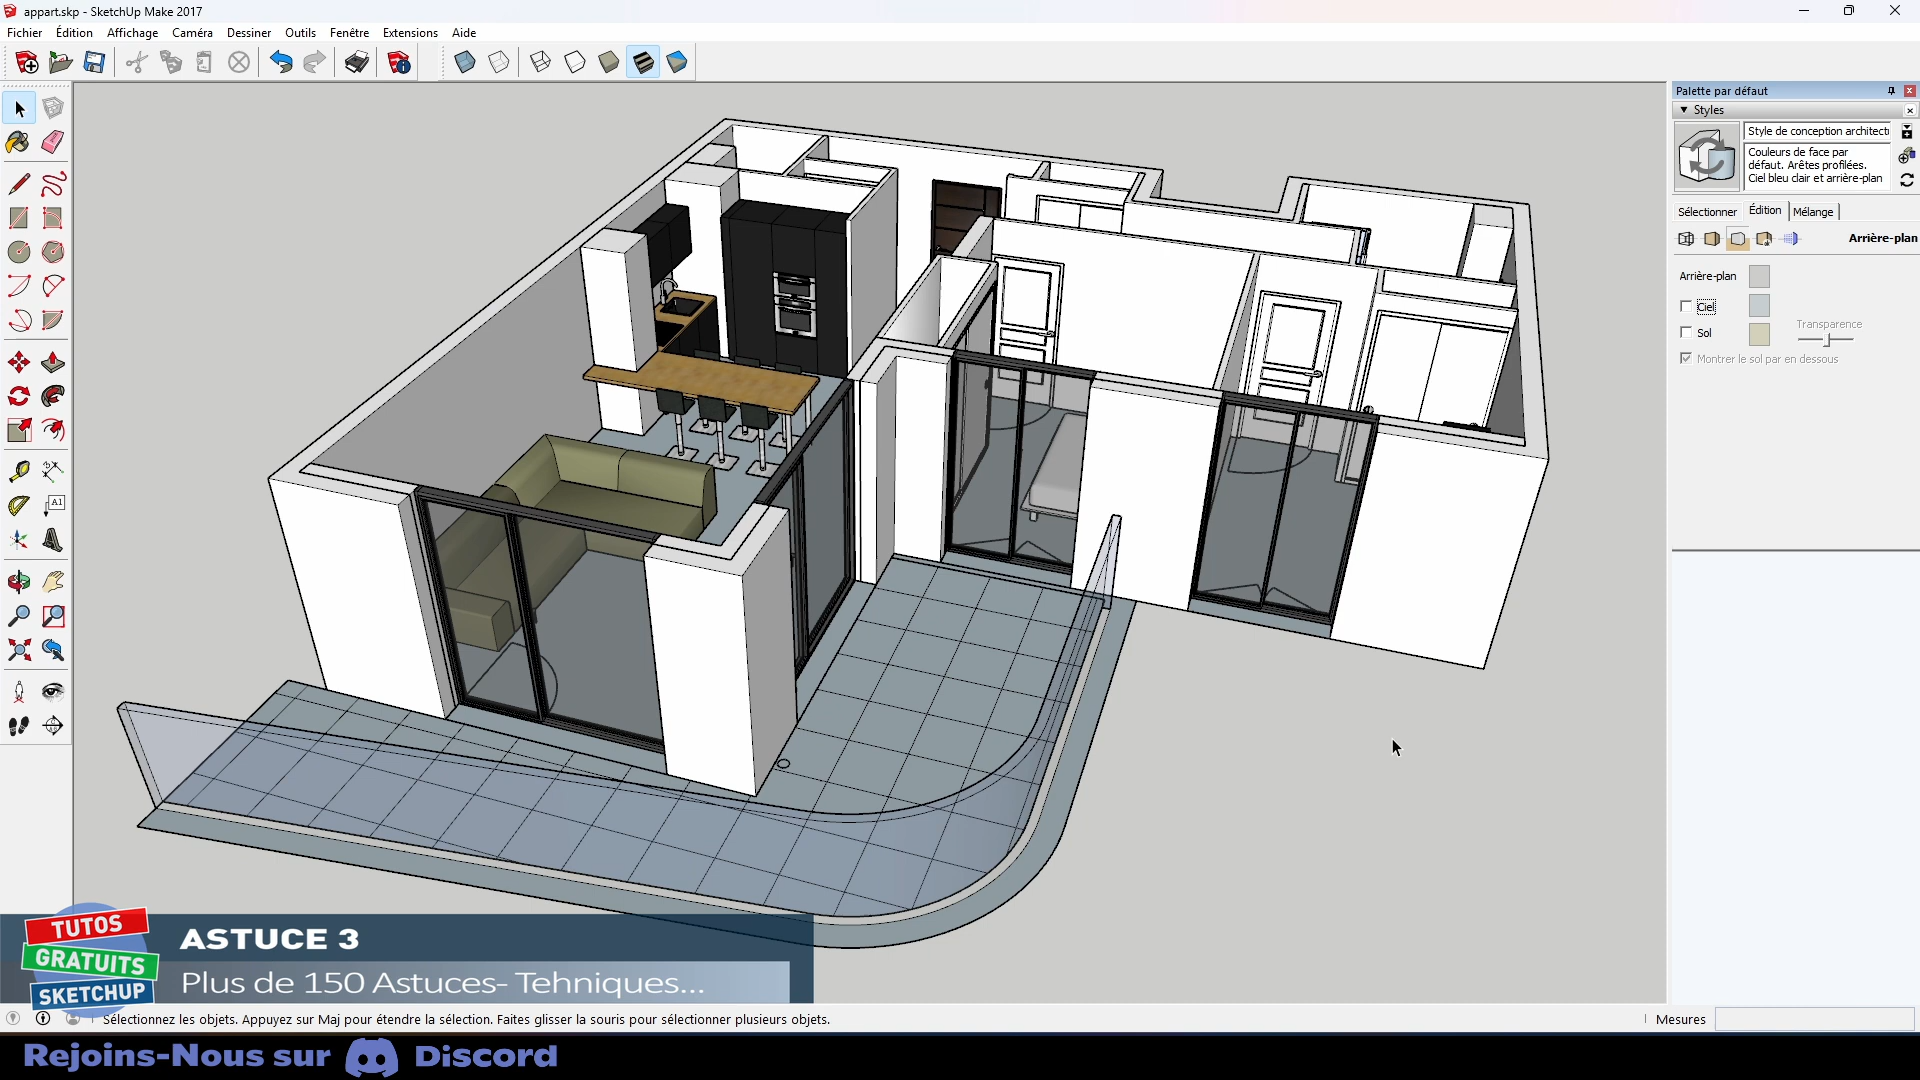 appart.skp - SketchUp Make 2017
Fichier Édition Affichage Caméra Dessiner Outils Fenêtre Extensions Aide
Palette par défaut
Styles
Style de conception architecti
Couleurs de face par
défaut. Arêtes profilées.
Ciel bleu clair et arrière-plan
Sélectionner Édition Mélange
Arrière-plan
Arrière-plan
Ciel
Transparence
Sol
Montrer le sol par en dessous
A1
TUTOS
GRATUITS
SKETCHUP
ASTUCE 3
Plus de 150 Astuces- Tehniques...
Sélectionnez les objets. Appuyez sur Maj pour étendre la sélection. Faites glisser la souris pour sélectionner plusieurs objets.
Mesures
Rejoins-Nous sur Discord